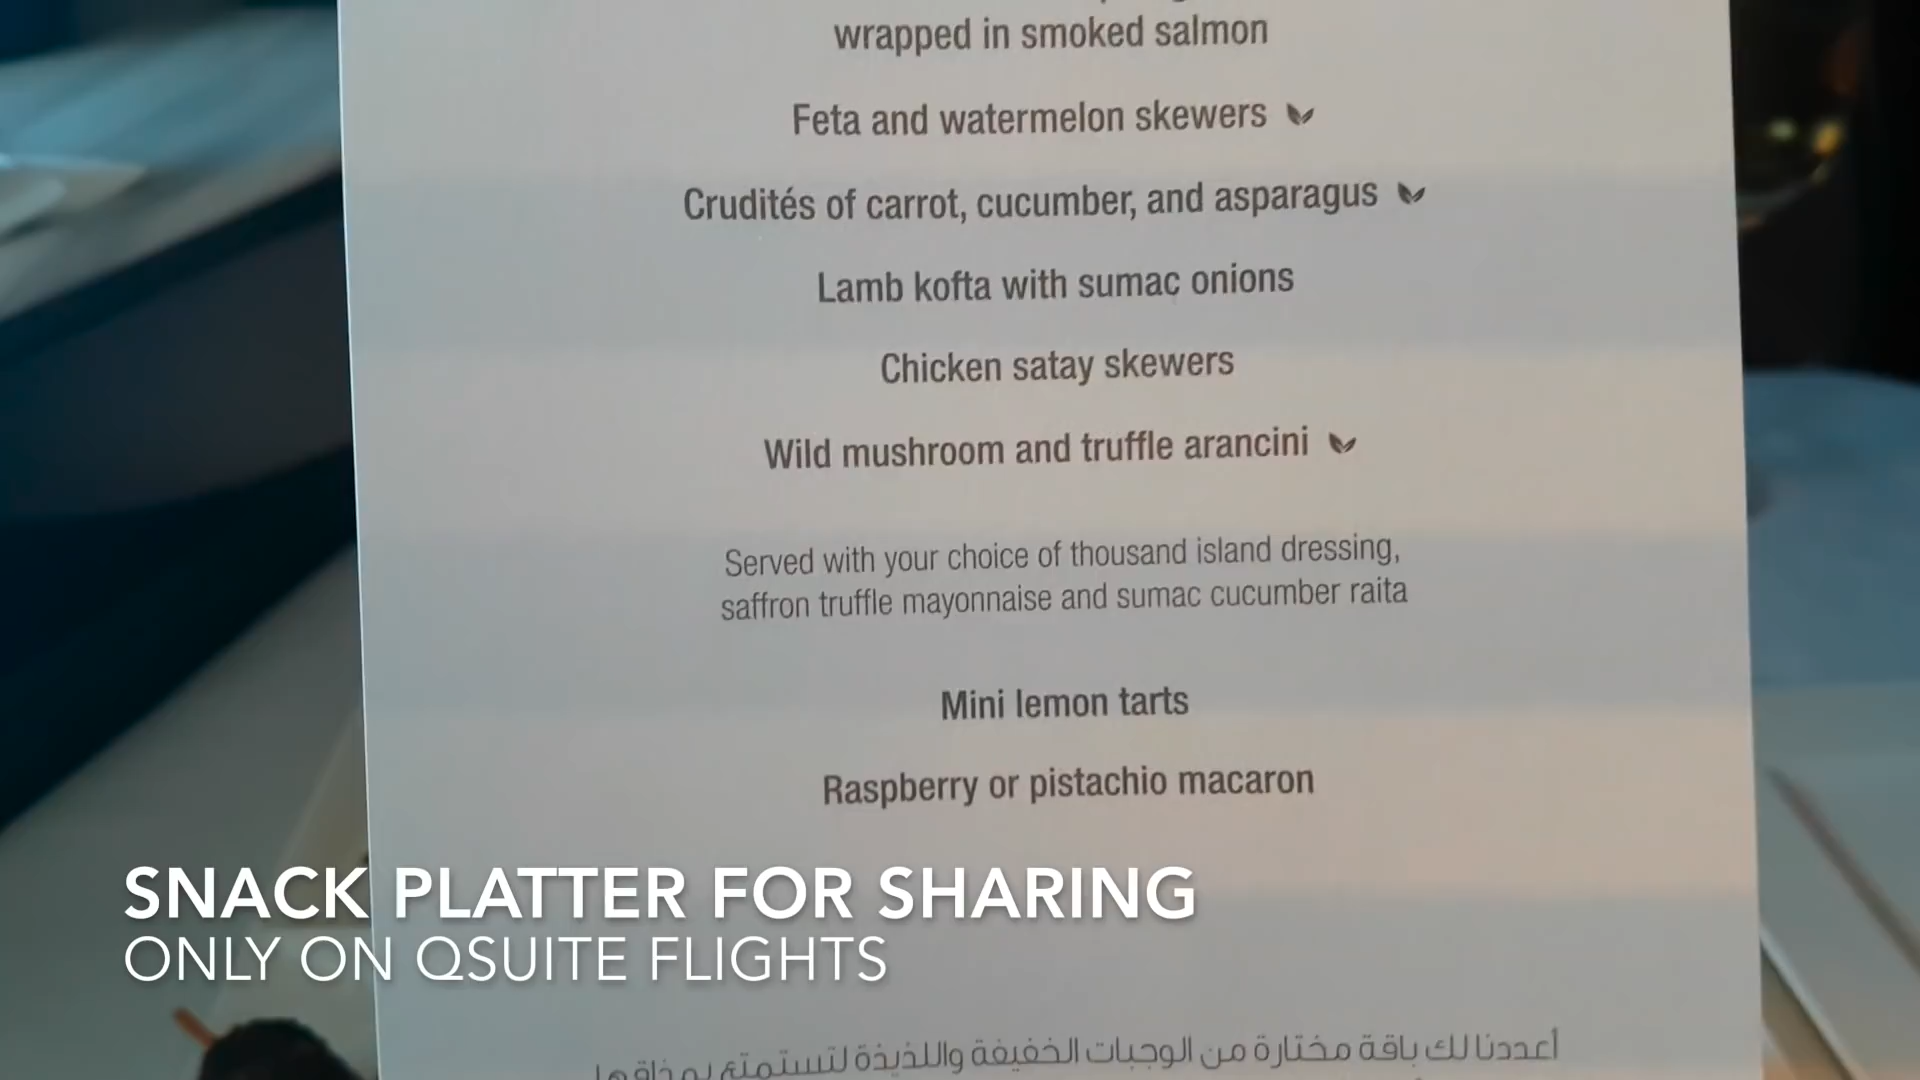 wrapped in smoked salmon
Feta and watermelon skewers
Crudités of carrot, cucumber, and asparagus
Lamb kofta with sumac onions
Chicken satay skewers
Wild mushroom and truffle arancini
Served with your choice of thousand island dressing,
saffron truffle mayonnaise and sumac cucumber raita
Mini lemon tarts
Raspberry or pistachio macaron
SNACK PLATTER FOR SHARING
ONLY ON QSUITE FLIGHTS
أعددنا لك باقة مختارة من الوجبات الخفيفة واللذيذة لتستمتع بمذاقها